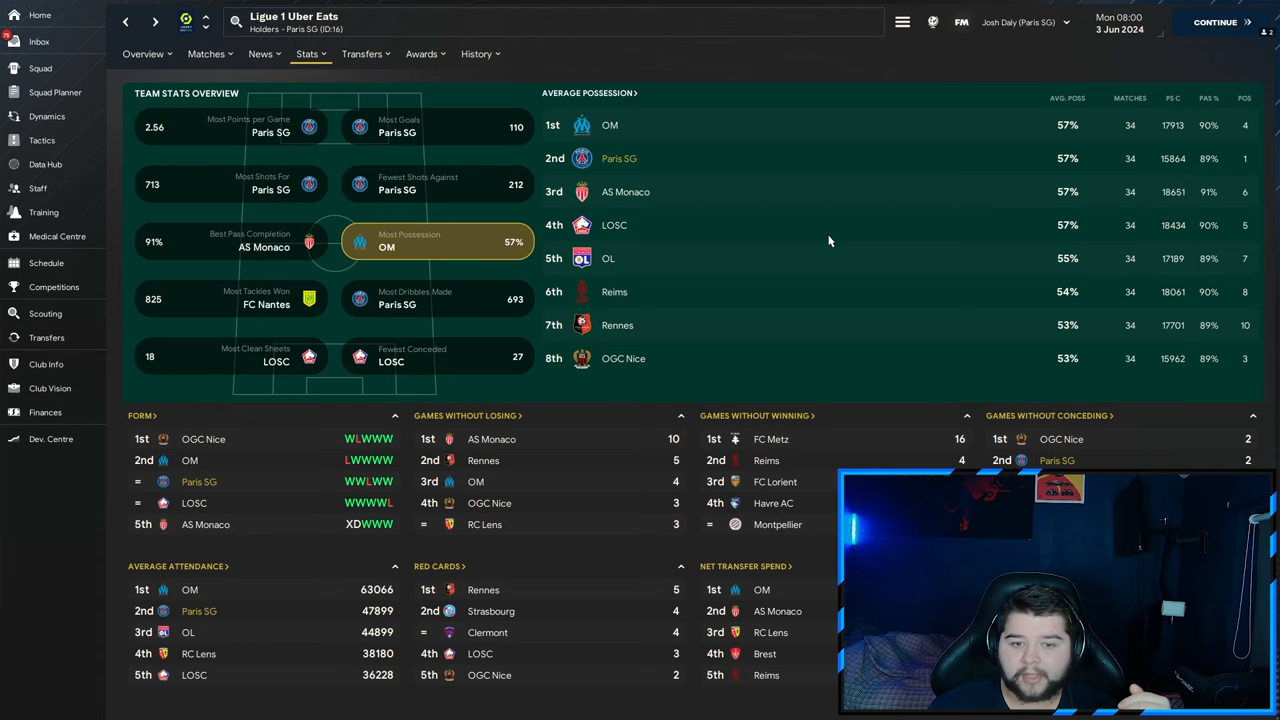 Home
75
Inbox
Squad
Squad Planner
Dynamics
Tactics
Data Hub
Staff
Training
Medical Centre
Schedule
Competitions
Scouting
Transfers
Club Info
Club Vision
Finances
Dev. Centre
Ligue 1 Uber Eats
Holders - Paris SG (ID:16)
FM
Josh Daly (Paris SG)
Mon 08:00
3 Jun 2024
CONTINUE
2
Overview Matches News Stats Transfers Awards History
TEAM STATS OVERVIEW
2.56 Most Points per Game Paris SG
Most Goals Paris SG 110
713 Most Shots For Paris SG
Fewest Shots Against Paris SG 212
91% Best Pass Completion AS Monaco
Most Possession OM 57%
825 Most Tackles Won FC Nantes
Most Dribbles Made Paris SG 693
18 Most Clean Sheets LOSC
Fewest Conceded LOSC 27
AVERAGE POSSESSION> AVG. POSS MATCHES PS C PAS % POS
1st OM 57% 34 17913 90% 4
2nd Paris SG 57% 34 15864 89% 1
3rd AS Monaco 57% 34 18651 91% 6
4th LOSC 57% 34 18434 90% 5
5th OL 55% 34 17189 89% 7
6th Reims 54% 34 18061 90% 8
7th Rennes 53% 34 17701 89% 10
8th OGC Nice 53% 34 15962 89% 3
FORM>
1st OGC Nice WLWWW
2nd OM LWWWW
= Paris SG WWLWW
= LOSC WWWWL
5th AS Monaco XDWWW
GAMES WITHOUT LOSING>
1st AS Monaco 10
2nd Rennes 5
3rd OM 4
4th OGC Nice 3
= RC Lens 3
GAMES WITHOUT WINNING>
1st FC Metz 16
2nd Reims 4
3rd FC Lorient
4th Havre AC
= Montpellier
GAMES WITHOUT CONCEDING>
1st OGC Nice 2
2nd Paris SG 2
AVERAGE ATTENDANCE>
1st OM 63066
2nd Paris SG 47899
3rd OL 44899
4th RC Lens 38180
5th LOSC 36228
RED CARDS>
1st Rennes 5
2nd Strasbourg 4
= Clermont 4
4th LOSC 3
5th OGC Nice 2
NET TRANSFER SPEND>
1st OM
2nd AS Monaco
3rd RC Lens
4th Brest
5th Reims